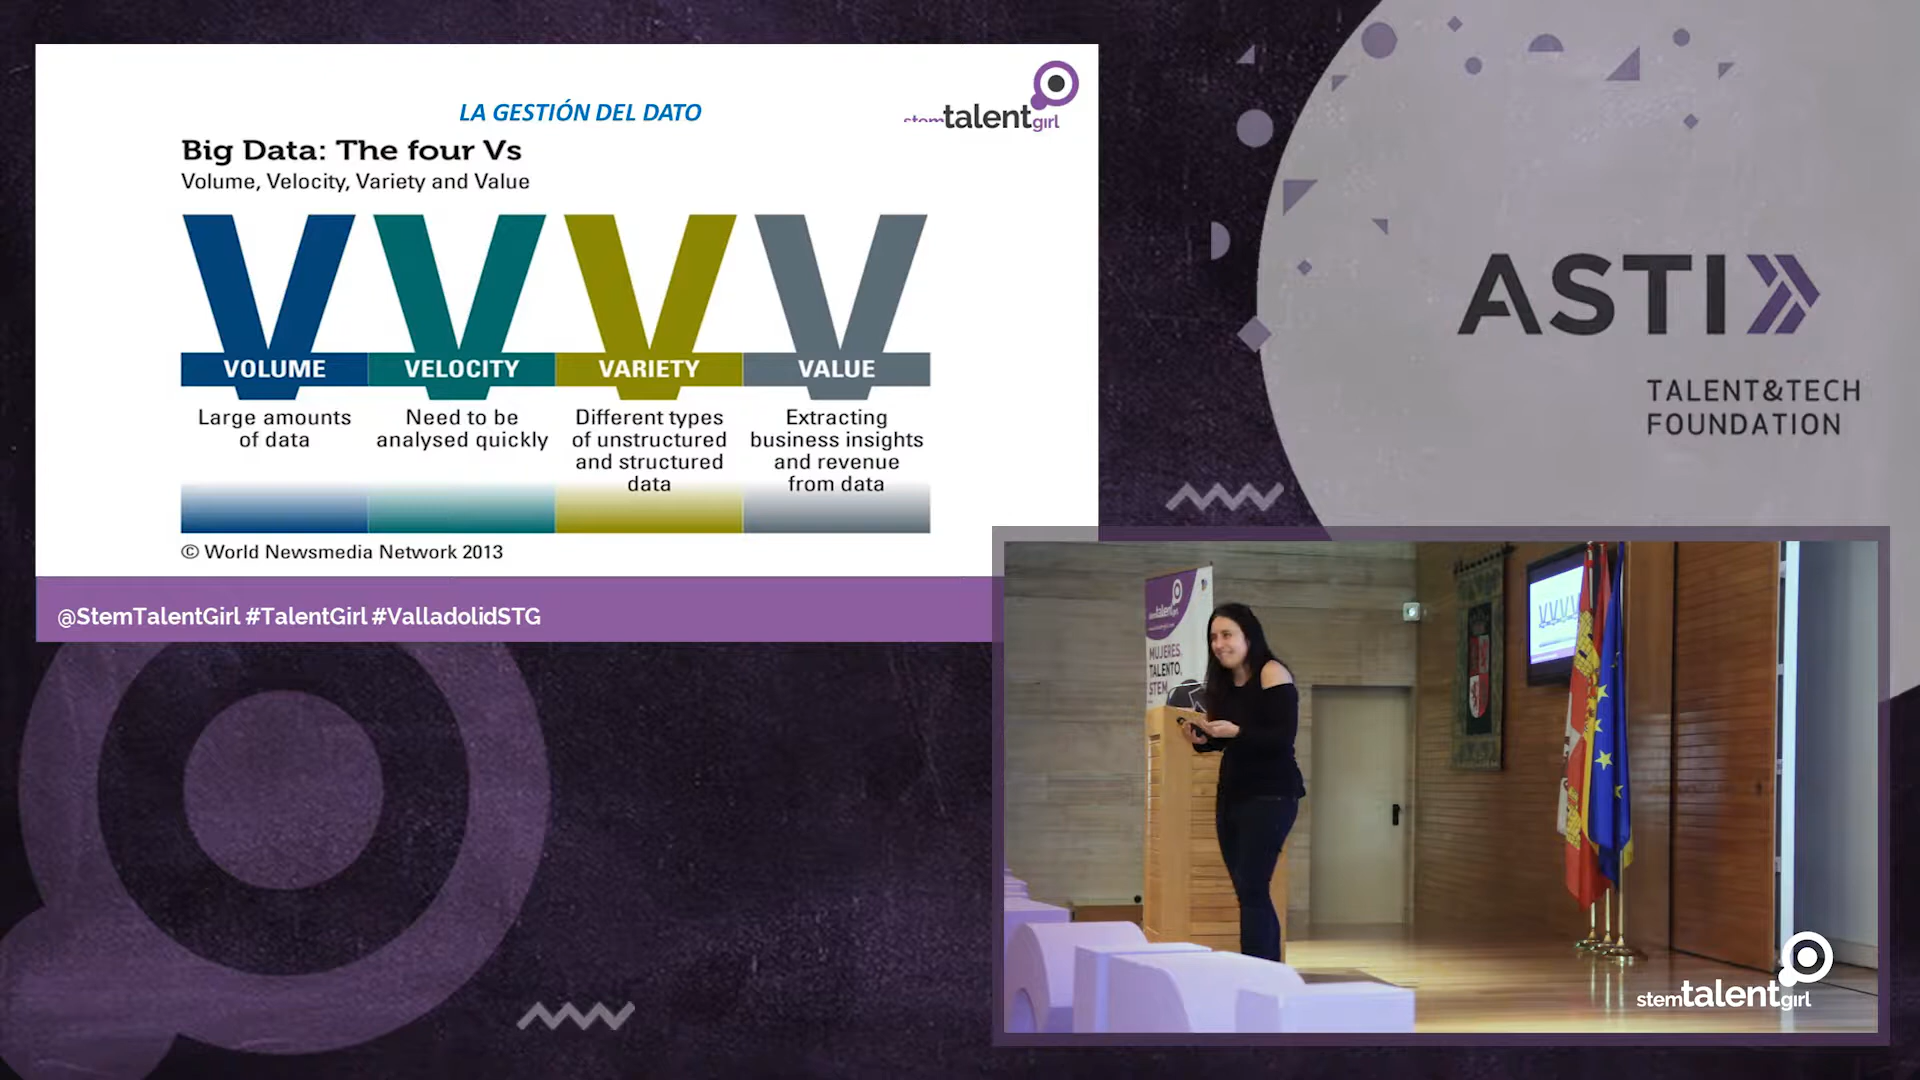 LA GESTIÓN DEL DATO
stemtalentgirl
Big Data: The four Vs
Volume, Velocity, Variety and Value
VOLUME
Large amounts
of data
VELOCITY
Need to be
analysed quickly
VARIETY
Different types
of unstructured
and structured
data
VALUE
Extracting
business insights
and revenue
from data
© World Newsmedia Network 2013
@StemTalentGirl #TalentGirl #ValladolidSTG
ASTI
TALENT&TECH
FOUNDATION
stemtalentgirl
MUJERES,
TALENTO,
STEM
stemtalentgirl